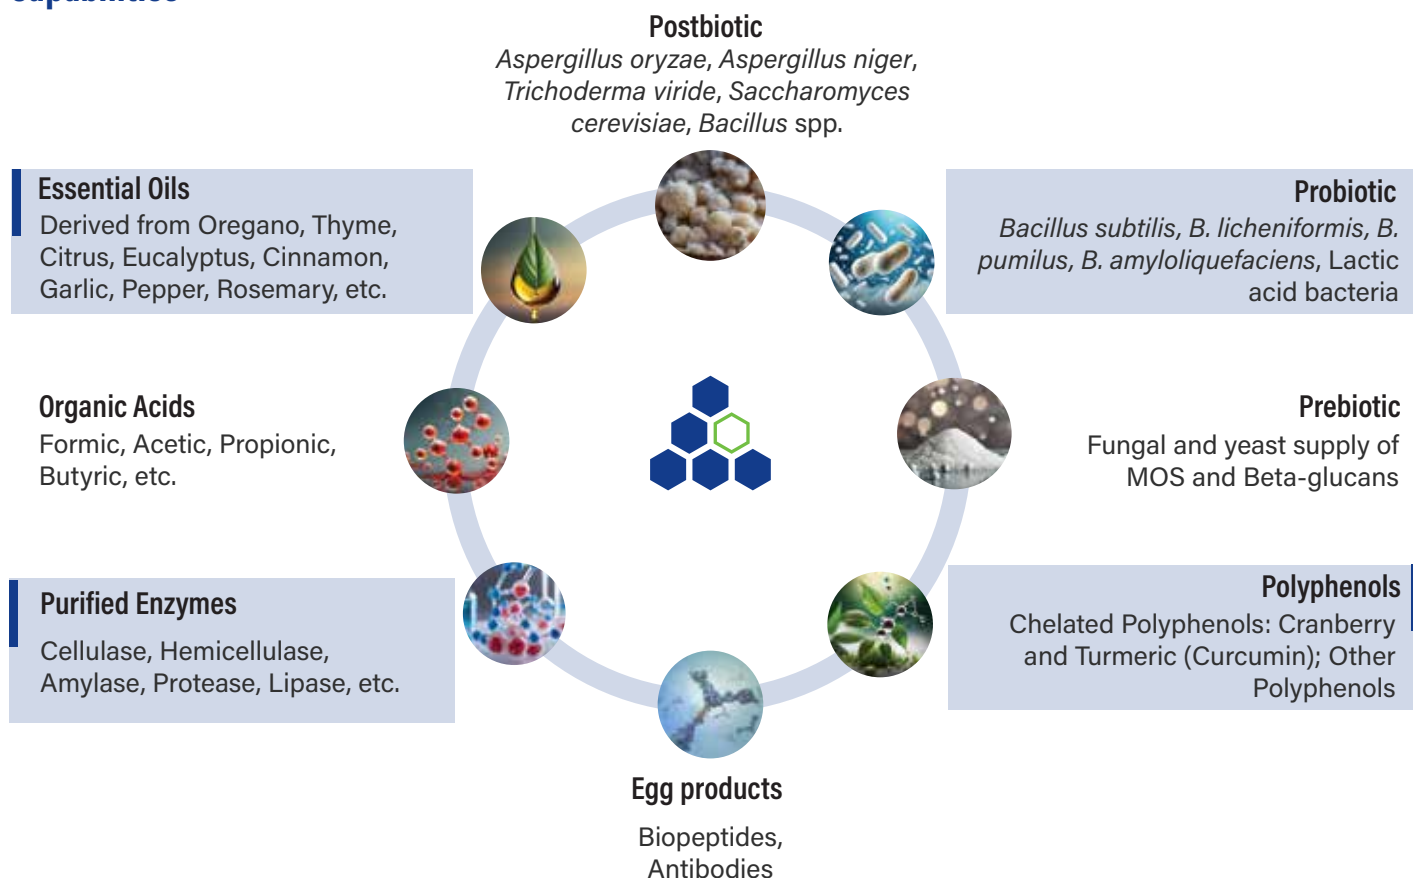 Capabilities
Postbiotic
Aspergillus oryzae, Aspergillus niger,
Trichoderma viride, Saccharomyces
cerevisiae, Bacillus spp.
Essential Oils
Derived from Oregano, Thyme,
Citrus, Eucalyptus, Cinnamon,
Garlic, Pepper, Rosemary, etc.
Probiotic
Bacillus subtilis, B. licheniformis, B.
pumilus, B. amyloliquefaciens, Lactic
acid bacteria
Organic Acids
Formic, Acetic, Propionic,
Butyric, etc.
Prebiotic
Fungal and yeast supply of
MOS and Beta-glucans
Purified Enzymes
Cellulase, Hemicellulase,
Amylase, Protease, Lipase, etc.
Polyphenols
Chelated Polyphenols: Cranberry
and Turmeric (Curcumin); Other
Polyphenols
Egg products
Biopeptides,
Antibodies